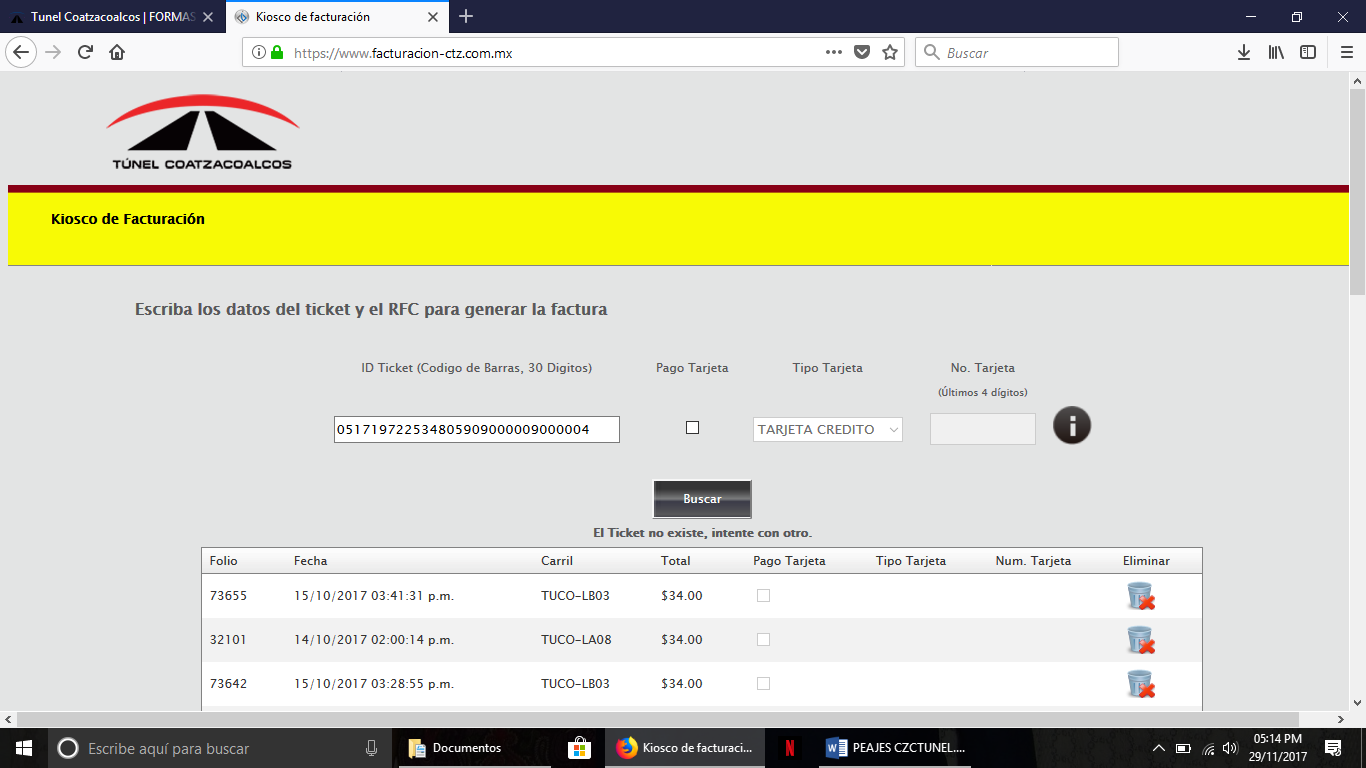 Tunel Coatzacoalcos | FORMAS
Kiosco de facturación
https://www.facturacion-ctz.com.mx
Buscar
TÚNEL COATZACOALCOS
Kiosco de Facturación
Escriba los datos del ticket y el RFC para generar la factura
ID Ticket (Codigo de Barras, 30 Digitos) Pago Tarjeta Tipo Tarjeta No. Tarjeta
(Últimos 4 dígitos)
051719722534805909000009000004 TARJETA CREDITO
Buscar
El Ticket no existe, intente con otro.
Folio Fecha Carril Total Pago Tarjeta Tipo Tarjeta Num. Tarjeta Eliminar
73655 15/10/2017 03:41:31 p.m. TUCO-LB03 $34.00
32101 14/10/2017 02:00:14 p.m. TUCO-LA08 $34.00
73642 15/10/2017 03:28:55 p.m. TUCO-LB03 $34.00
Escribe aquí para buscar Documentos Kiosco de facturaci... N PEAJES CZCTUNEL.... 05:14 PM
29/11/2017